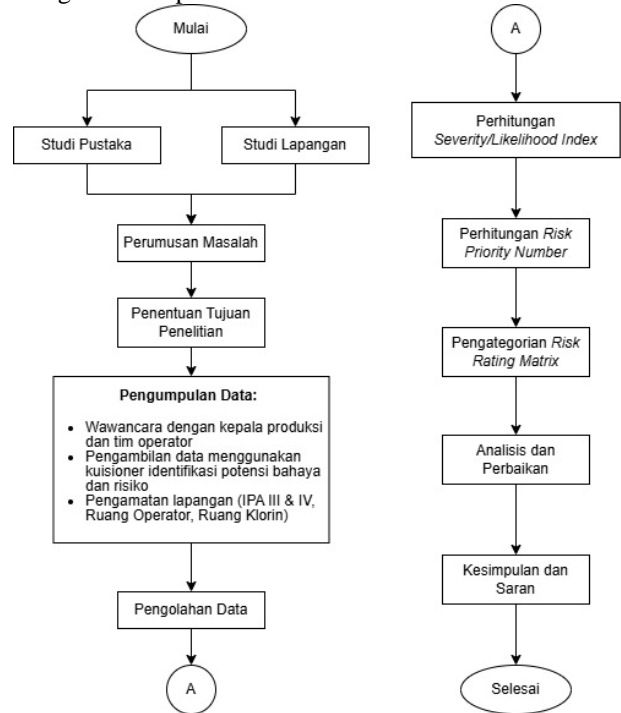 Mulai
Studi Pustaka
Studi Lapangan
Perumusan Masalah
Penentuan Tujuan
Penelitian
Pengumpulan Data:
• Wawancara dengan kepala produksi
dan tim operator
• Pengambilan data menggunakan
kuisioner identifikasi potensi bahaya
dan risiko
• Pengamatan lapangan (IPA III & IV,
Ruang Operator, Ruang Klorin)
Pengolahan Data
A
A
Perhitungan
Severity/Likelihood Index
Perhitungan Risk
Priority Number
Pengategorian Risk
Rating Matrix
Analisis dan
Perbaikan
Kesimpulan dan
Saran
Selesai